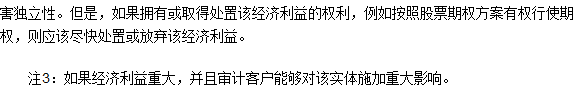 害独立性。但是，如果拥有或取得处置该经济利益的权利，例如按照股票期权方案有权行使期
权，则应该尽快处置或放弃该经济利益。
注3：如果经济利益重大，并且审计客户能够对该实体施加重大影响。